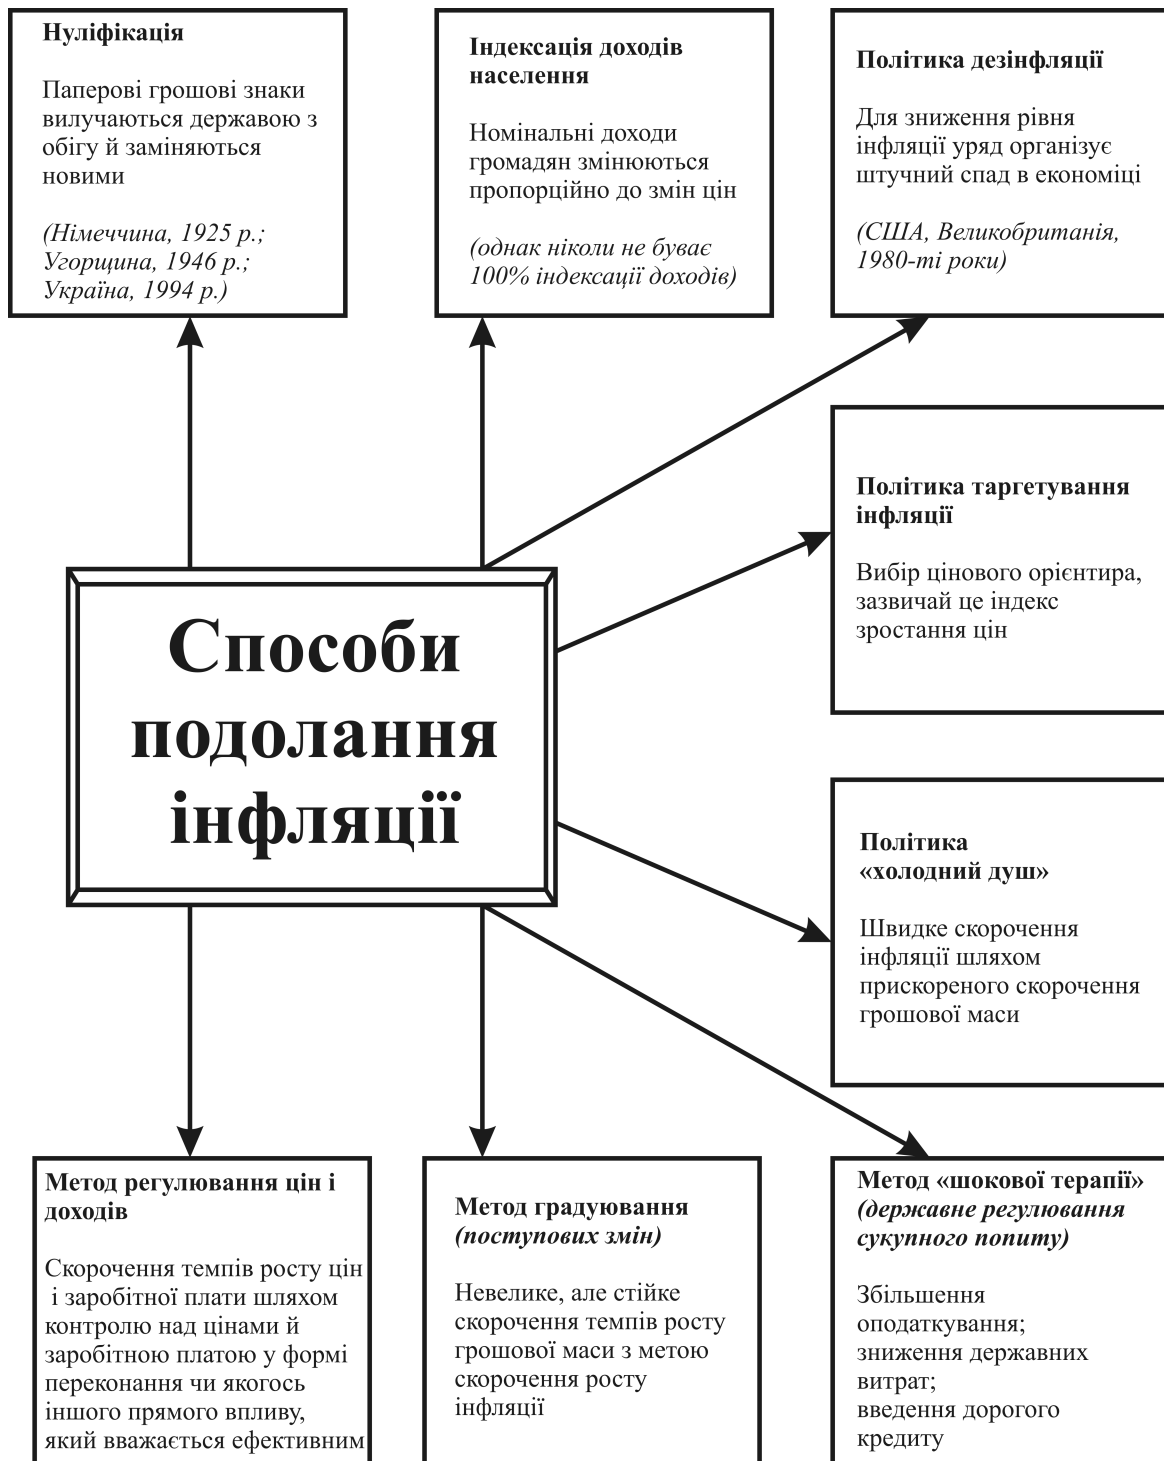 Нуліфікація
Паперові грошові знаки
вилучаються державою з
обігу й заміняються
новими
(Німеччина, 1925 р.;
Угорщина, 1946 р.;
Україна, 1994 р.)
Індексація доходів
населення
Номінальні доходи
громадян змінюються
пропорційно до змін цін
(однак ніколи не буває
100% індексації доходів)
Політика дезінфляції
Для зниження рівня
інфляції уряд організує
штучний спад в економіці
(США, Великобританія,
1980-ті роки)
Політика таргетування
інфляції
Вибір цінового орієнтира,
зазвичай це індекс
зростання цін
Способи
подолання
інфляції
Політика
«холодний душ»
Швидке скорочення
інфляції шляхом
прискореного скорочення
грошової маси
Метод регулювання цін і
доходів
Скорочення темпів росту цін
і заробітної плати шляхом
контролю над цінами й
заробітною платою у формі
переконання чи якогось
іншого прямого впливу,
який вважається ефективним
Метод градуювання
(поступових змін)
Невелике, але стійке
скорочення темпів росту
грошової маси з метою
скорочення росту
інфляції
Метод «шокової терапії»
(державне регулювання
сукупного попиту)
Збільшення
оподаткування;
зниження державних
витрат;
введення дорогого
кредиту